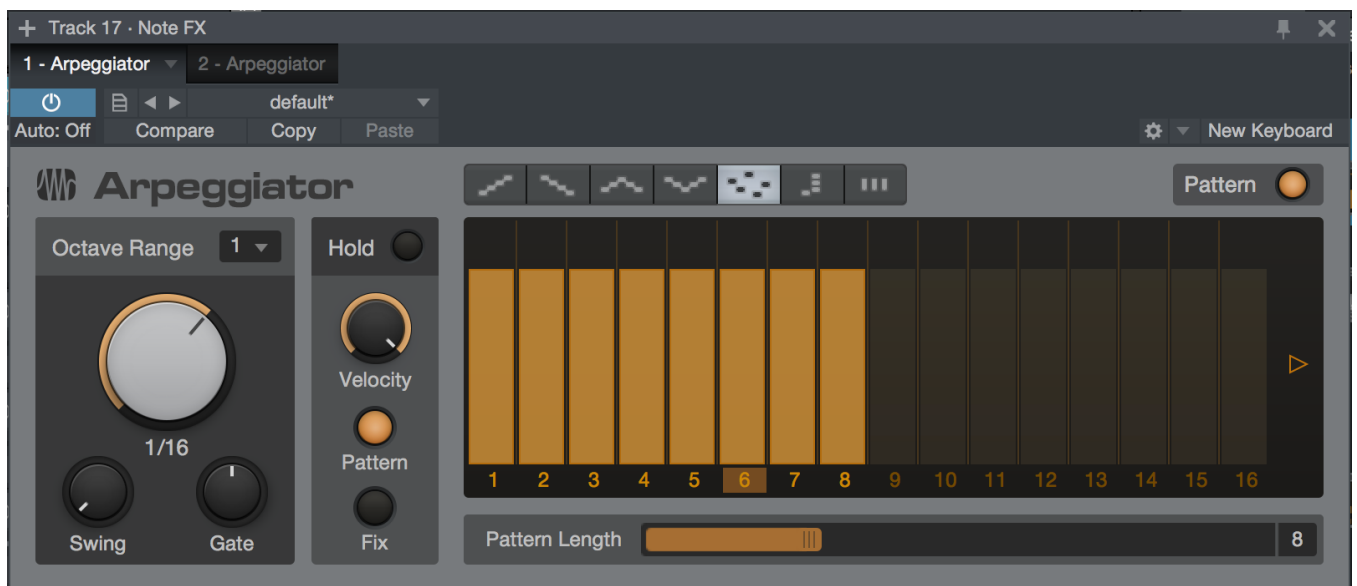 Track 17 · Note FX
1 - Arpeggiator 2 - Arpeggiator
default*
Auto: Off Compare Copy Paste New Keyboard
Arpeggiator Pattern
Octave Range 1 Hold
Velocity
1/16
Pattern
1 2 3 4 5 6 7 8 9 10 11 12 13 14 15 16
Swing Gate Fix Pattern Length 8